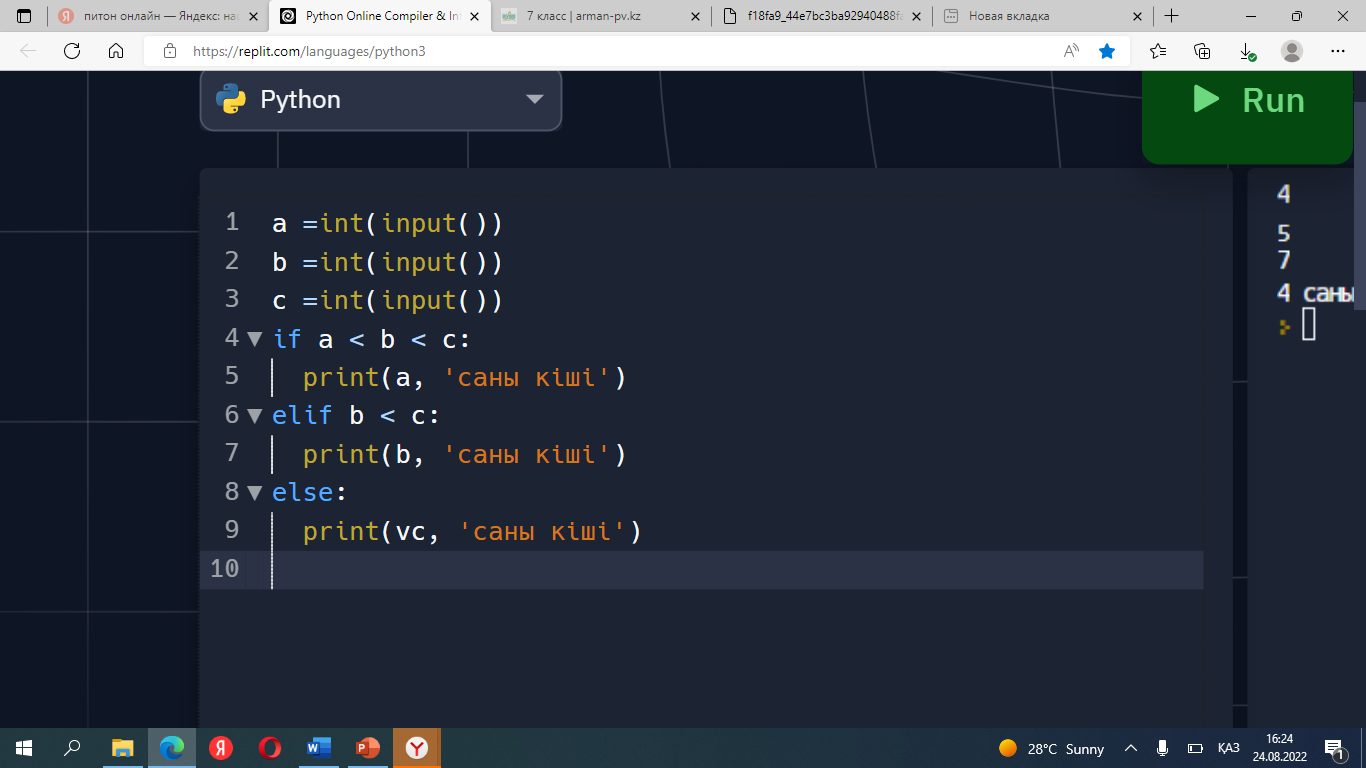 питон онлайн — Яндекс: на
Python Online Compiler & Int
7 класс | arman-pv.kz
f18fa9_44e7bc3ba92940488f
Новая вкладка
https://replit.com/languages/python3
Python
Run
1 a =int(input())
2 b =int(input())
3 c =int(input())
4 if a < b < c:
5 print(a, 'саны кіші')
6 elif b < c:
7 print(b, 'саны кіші')
8 else:
9 print(vc, 'саны кіші')
10
4
5
7
4 саны
28°C Sunny
ҚАЗ
16:24
24.08.2022
1